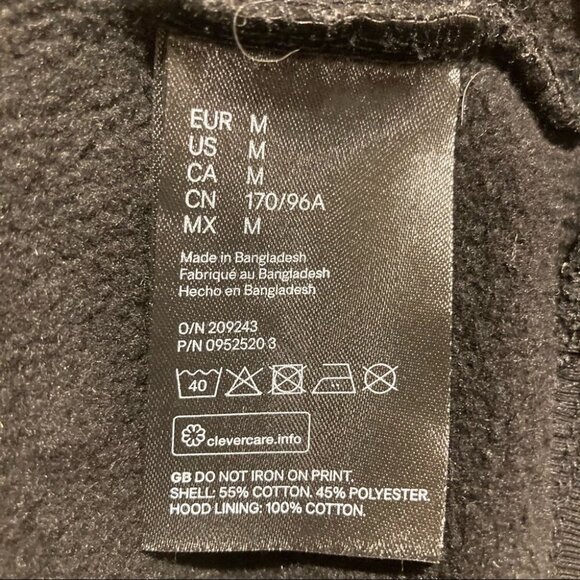 EUR M
US M
CA M
CN 170/96A
MX M
Made in Bangladesh
Fabriqué au Bangladesh
Hecho en Bangladesh
O/N 209243
P/N 0952520 3
40
clevercare.info
GB DO NOT IRON ON PRINT.
SHELL: 55% COTTON. 45% POLYESTER.
HOOD LINING: 100% COTTON.